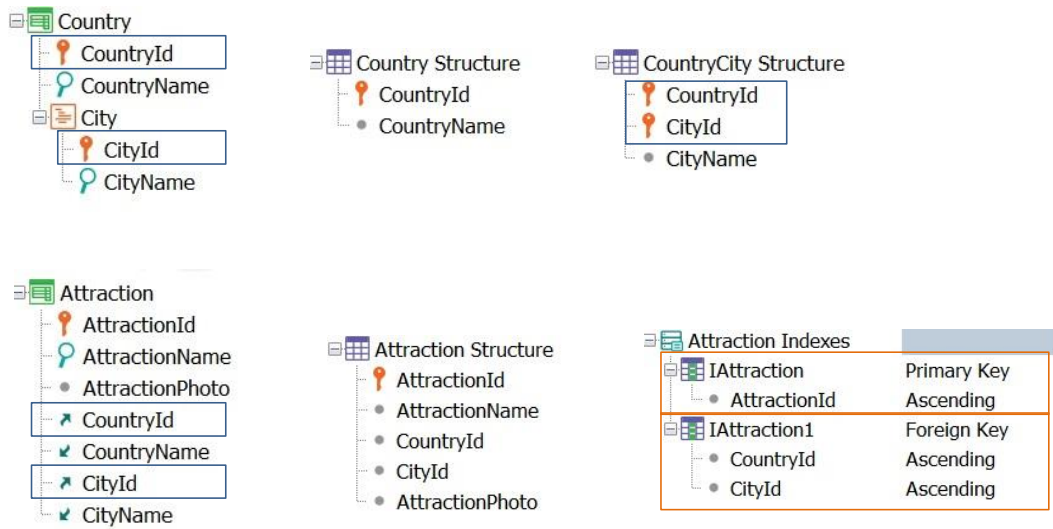 Country
CountryId
CountryName
City
CityId
CityName
Country Structure
CountryId
CountryName
CountryCity Structure
CountryId
CityId
CityName
Attraction
AttractionId
AttractionName
AttractionPhoto
CountryId
CountryName
CityId
CityName
Attraction Structure
AttractionId
AttractionName
CountryId
CityId
AttractionPhoto
Attraction Indexes
IAttraction Primary Key
AttractionId Ascending
IAttraction1 Foreign Key
CountryId Ascending
CityId Ascending